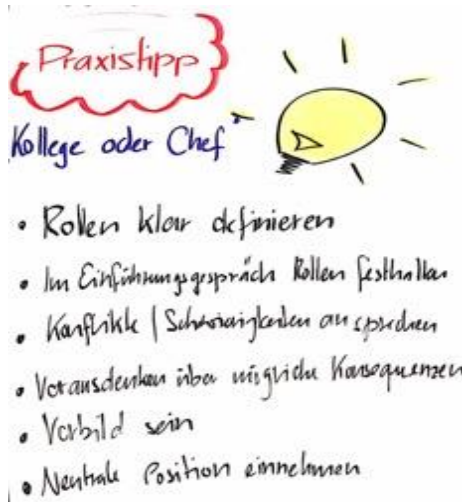 Praxistipp
Kollege oder Chef
• Rollen klar definieren
• Im Einführungsgespräch Rollen festhalten
• Konflikte / Schwierigkeiten ansprechen
• Vorausdenken über mögliche Konsequenzen
• Vorbild sein
• Neutrale Position einnehmen